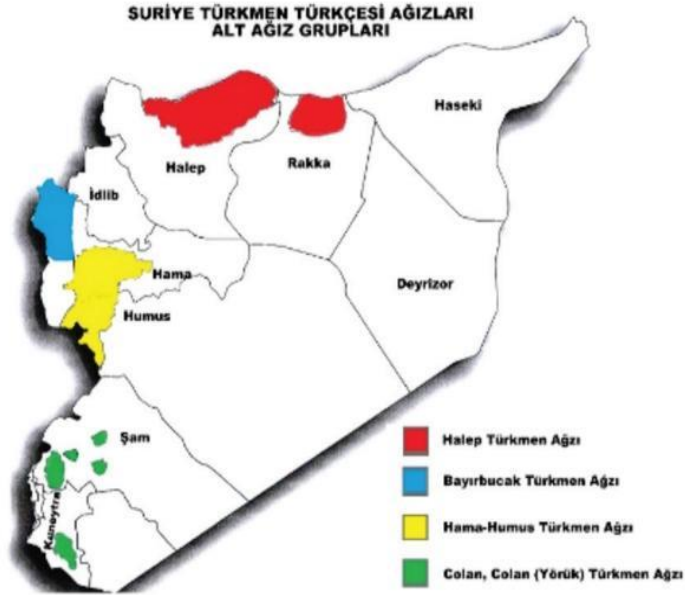 SURİYE TÜRKMEN TÜRKÇESİ AĞIZLARI
ALT AĞIZ GRUPLARI
Haseki
Halep
Rakka
İdlib
Hama
Deyrizor
Humus
Şam
Kuneytra
Halep Türkmen Ağzı
Bayırbucak Türkmen Ağzı
Hama-Humus Türkmen Ağzı
Colan, Colan (Yörük) Türkmen Ağzı